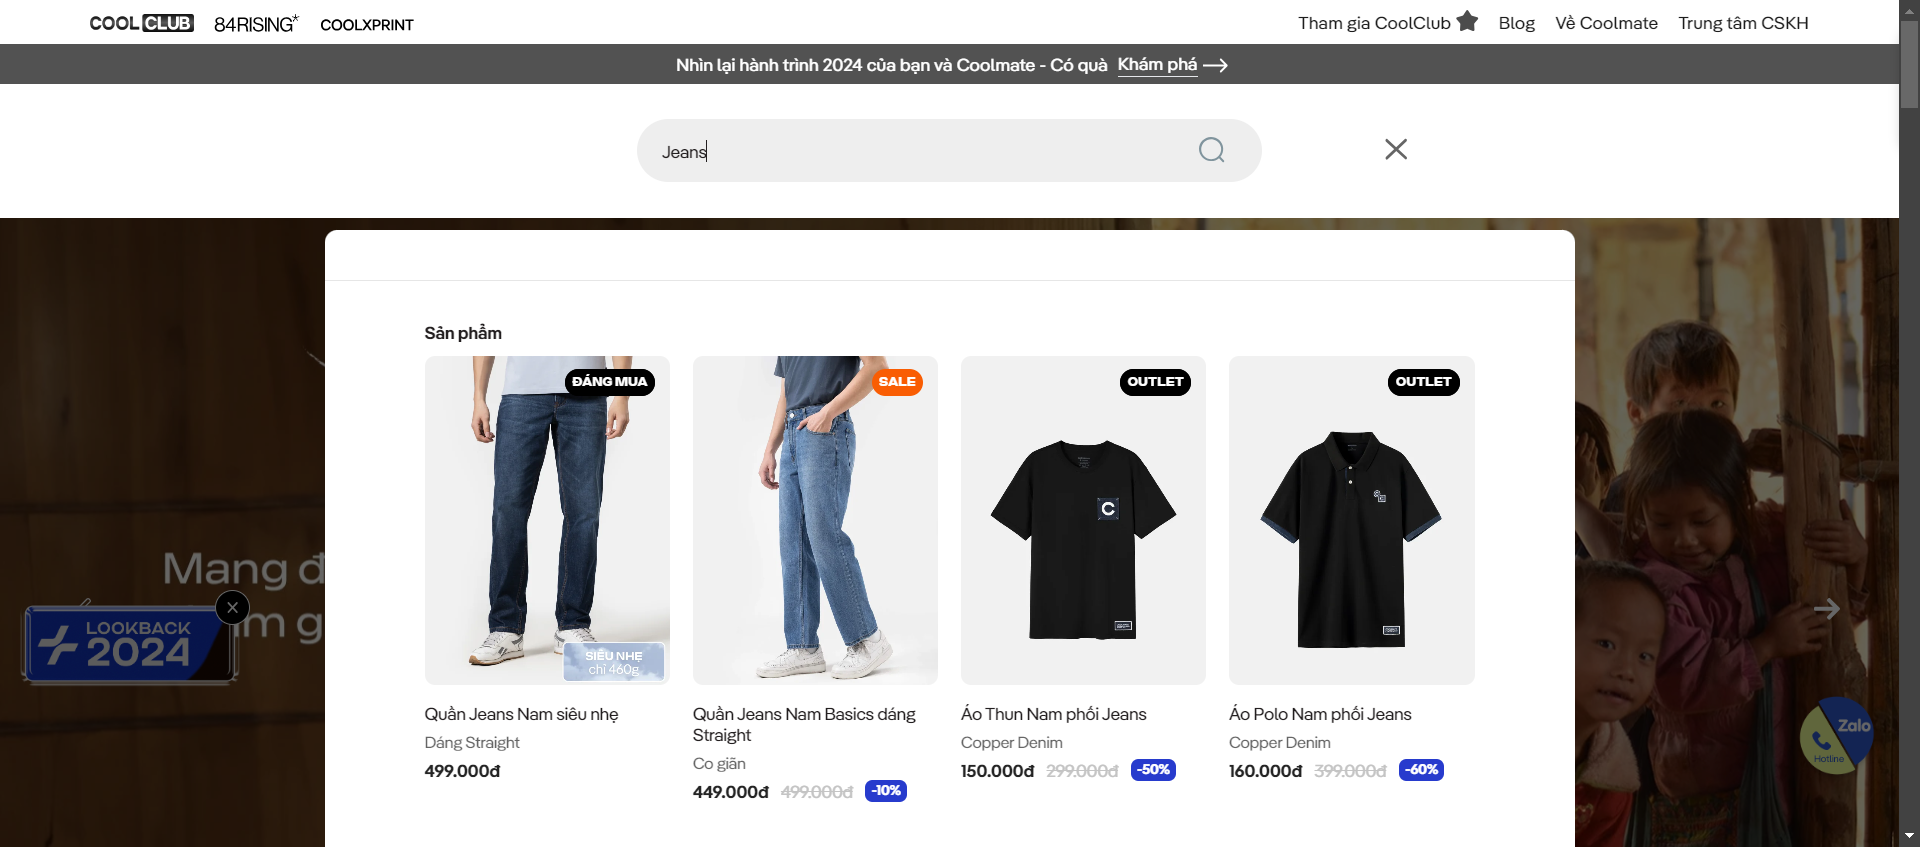 COOL CLUB 84RISING* COOLXPRINT Tham gia CoolClub Blog Về Coolmate Trung tâm CSKH
Nhìn lại hành trình 2024 của bạn và Coolmate - Có quà Khám phá
Jeans
Mang đ
ấm g
LOOKBACK
2024
Sản phẩm
ĐÁNG MUA
SIÊU NHẸ
chỉ 460g
Quần Jeans Nam siêu nhẹ
Dáng Straight
499.000đ
SALE
Quần Jeans Nam Basics dáng
Straight
Co giãn
449.000đ 499.000đ -10%
OUTLET
C
Áo Thun Nam phối Jeans
Copper Denim
150.000đ 299.000đ -50%
OUTLET
Áo Polo Nam phối Jeans
Copper Denim
160.000đ 399.000đ -60%
Zalo
Hotline